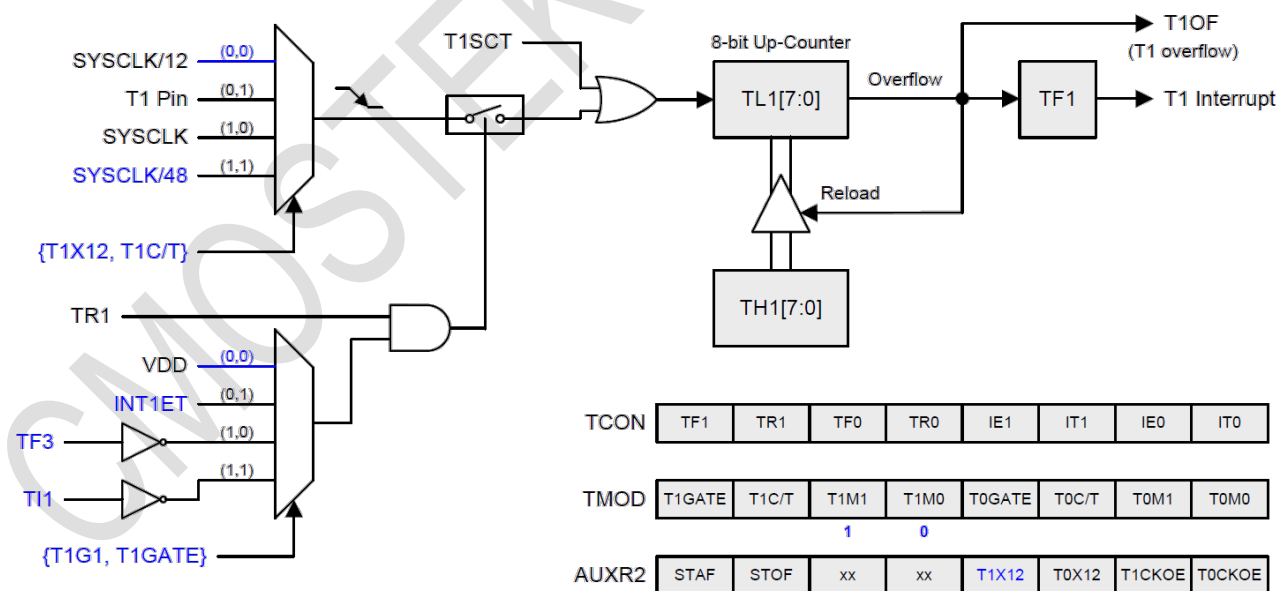 SYSCLK/12 (0,0)
T1 Pin (0,1)
SYSCLK (1,0)
SYSCLK/48 (1,1)
{T1X12, T1C/T}
TR1
VDD (0,0)
INT1ET (0,1)
TF3 (1,0)
TI1 (1,1)
{T1G1, T1GATE}
T1SCT
8-bit Up-Counter
TL1[7:0]
Overflow
T1OF
(T1 overflow)
TF1
T1 Interrupt
Reload
TH1[7:0]
TCON TF1 TR1 TF0 TR0 IE1 IT1 IE0 IT0
TMOD T1GATE T1C/T T1M1 T1M0 T0GATE T0C/T T0M1 T0M0
1 0
AUXR2 STAF STOF xx xx T1X12 T0X12 T1CKOE T0CKOE
CMOSTEK